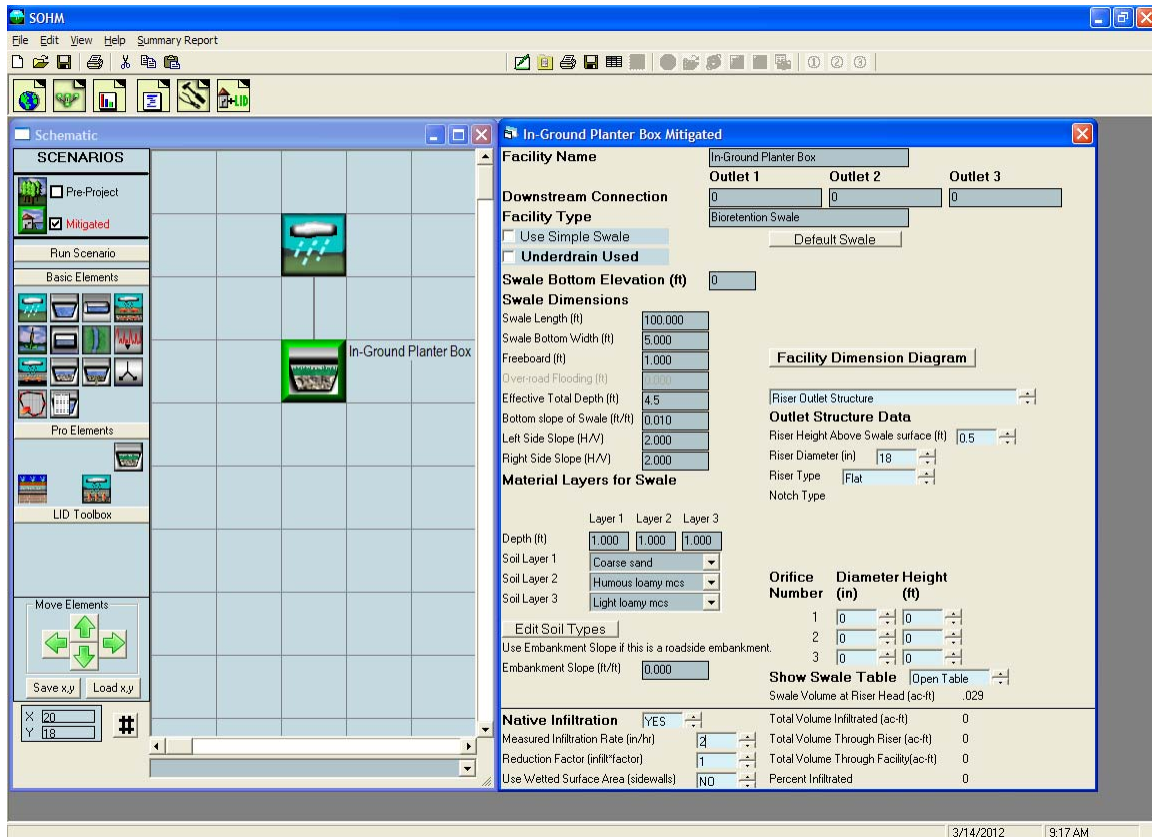 SOHM
File Edit View Help Summary Report
① ② ③
+LID
Schematic
SCENARIOS
Pre-Project
Mitigated
Run Scenario
Basic Elements
Pro Elements
LID Toolbox
Move Elements
Save x,y Load x,y
X 20
Y 18
#
In-Ground Planter Box
In-Ground Planter Box Mitigated
Facility Name In-Ground Planter Box
Outlet 1 Outlet 2 Outlet 3
Downstream Connection 0 0 0
Facility Type Bioretention Swale
Use Simple Swale Default Swale
Underdrain Used
Swale Bottom Elevation (ft) 0
Swale Dimensions
Swale Length (ft) 100.000
Swale Bottom Width (ft) 5.000
Freeboard (ft) 1.000
Over-road Flooding (ft) 0.000
Effective Total Depth (ft) 4.5
Bottom slope of Swale (ft/ft) 0.010
Left Side Slope (H/V) 2.000
Right Side Slope (H/V) 2.000
Material Layers for Swale
Layer 1 Layer 2 Layer 3
Depth (ft) 1.000 1.000 1.000
Soil Layer 1 Coarse sand
Soil Layer 2 Humous loamy mcs
Soil Layer 3 Light loamy mcs
Edit Soil Types
Use Embankment Slope if this is a roadside embankment.
Embankment Slope (ft/ft) 0.000
Facility Dimension Diagram
Riser Outlet Structure
Outlet Structure Data
Riser Height Above Swale surface (ft) 0.5
Riser Diameter (in) 18
Riser Type Flat
Notch Type
Orifice Diameter Height
Number (in) (ft)
1 0 0
2 0 0
3 0 0
Show Swale Table Open Table
Swale Volume at Riser Head (ac-ft) .029
Native Infiltration YES
Measured Infiltration Rate (in/hr) 2
Reduction Factor (infilt*factor) 1
Use Wetted Surface Area (sidewalls) NO
Total Volume Infiltrated (ac-ft) 0
Total Volume Through Riser (ac-ft) 0
Total Volume Through Facility(ac-ft) 0
Percent Infiltrated 0
3/14/2012 9:17 AM